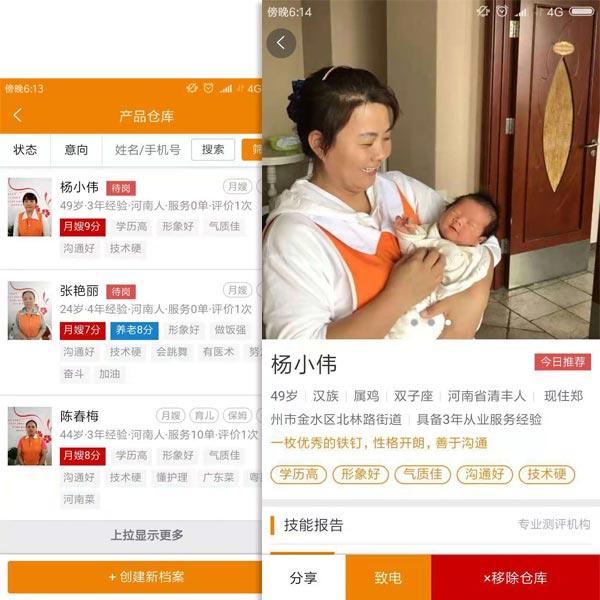 傍晚6:13
4G
产品仓库
状态
意向
姓名/手机号
搜索
杨小伟 待岗 月嫂
49岁·3年经验·河南人·服务0单·评价1次
月嫂9分 学历高 形象好 气质佳
沟通好 技术硬
张艳丽 待岗 月嫂
24岁·4年经验·河南人·服务0单·评价1次
月嫂7分 养老8分 形象好 做饭强
沟通好 技术硬 会跳舞 有医术
奋斗 加油
陈春梅 月嫂 育儿 保姆
44岁·3年经验·河南人·服务10单·评价1次
月嫂8分 学历高 形象好 气质佳
沟通好 技术硬 懂护理 广东菜
河南菜
上拉显示更多
+ 创建新档案
傍晚6:14
4G
杨小伟
今日推荐
49岁 | 汉族 | 属鸡 | 双子座 | 河南省清丰人 | 现住郑
州市金水区北林路街道 | 具备3年从业服务经验
一枚优秀的铁钉，性格开朗，善于沟通
学历高 形象好 气质佳 沟通好 技术硬
技能报告
专业测评机构
分享
致电
×移除仓库